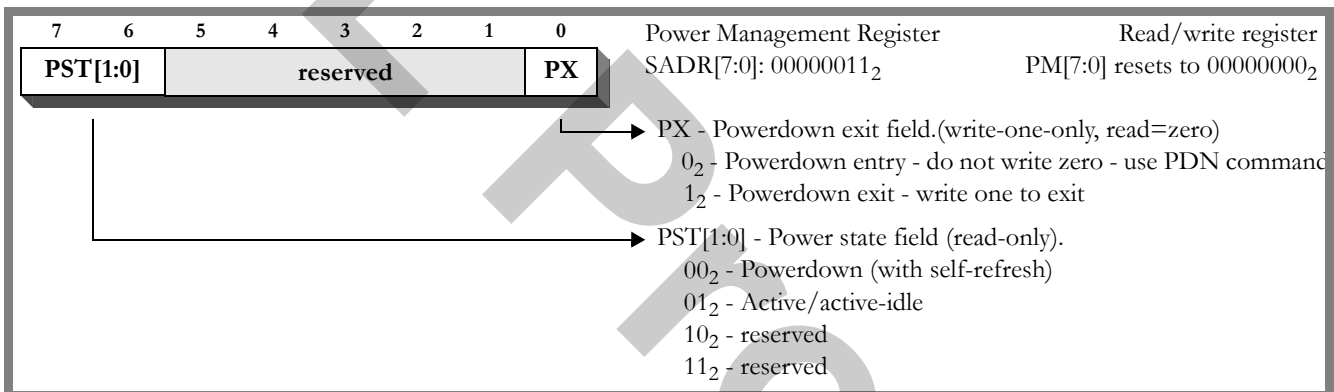 7 6 5 4 3 2 1 0
PST[1:0] reserved PX
Power Management Register Read/write register
SADR[7:0]: 00000011₂ PM[7:0] resets to 00000000₂
PX - Powerdown exit field.(write-one-only, read=zero)
0₂ - Powerdown entry - do not write zero - use PDN command
1₂ - Powerdown exit - write one to exit
PST[1:0] - Power state field (read-only).
00₂ - Powerdown (with self-refresh)
01₂ - Active/active-idle
10₂ - reserved
11₂ - reserved